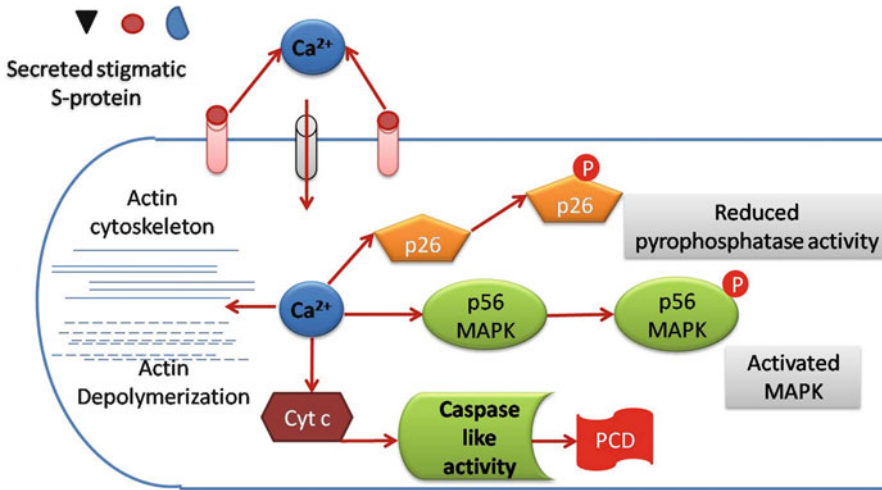 Ca2+
Secreted stigmatic
S-protein
Actin
cytoskeleton
P
p26
p26
Reduced
pyrophosphatase activity
Ca2+
p56
MAPK
p56
MAPK
P
Actin
Depolymerization
Activated
MAPK
Cyt c
Caspase
like
activity
PCD